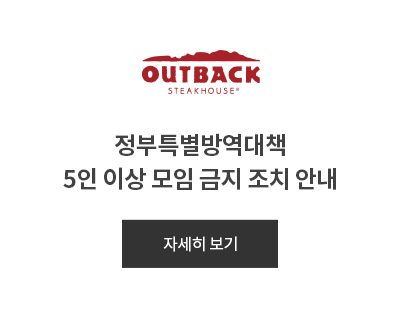 OUTBACK
STEAKHOUSE®
정부특별방역대책
5인 이상 모임 금지 조치 안내
자세히 보기